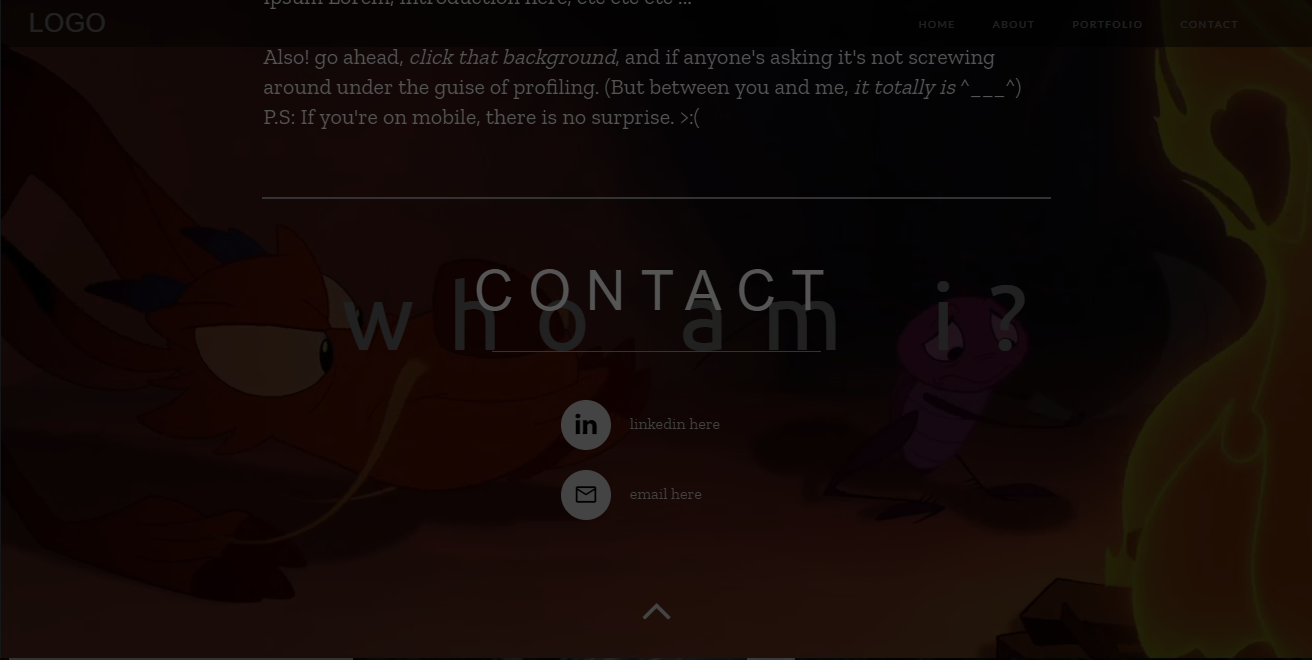 Ipsum Lorem, introduction here, etc etc etc ...
LOGO
HOME ABOUT PORTFOLIO CONTACT
Also! go ahead, click that background, and if anyone's asking it's not screwing
around under the guise of profiling. (But between you and me, it totally is ^___^)
P.S: If you're on mobile, there is no surprise. >:(
CONTACT
who am i?
linkedin here
email here